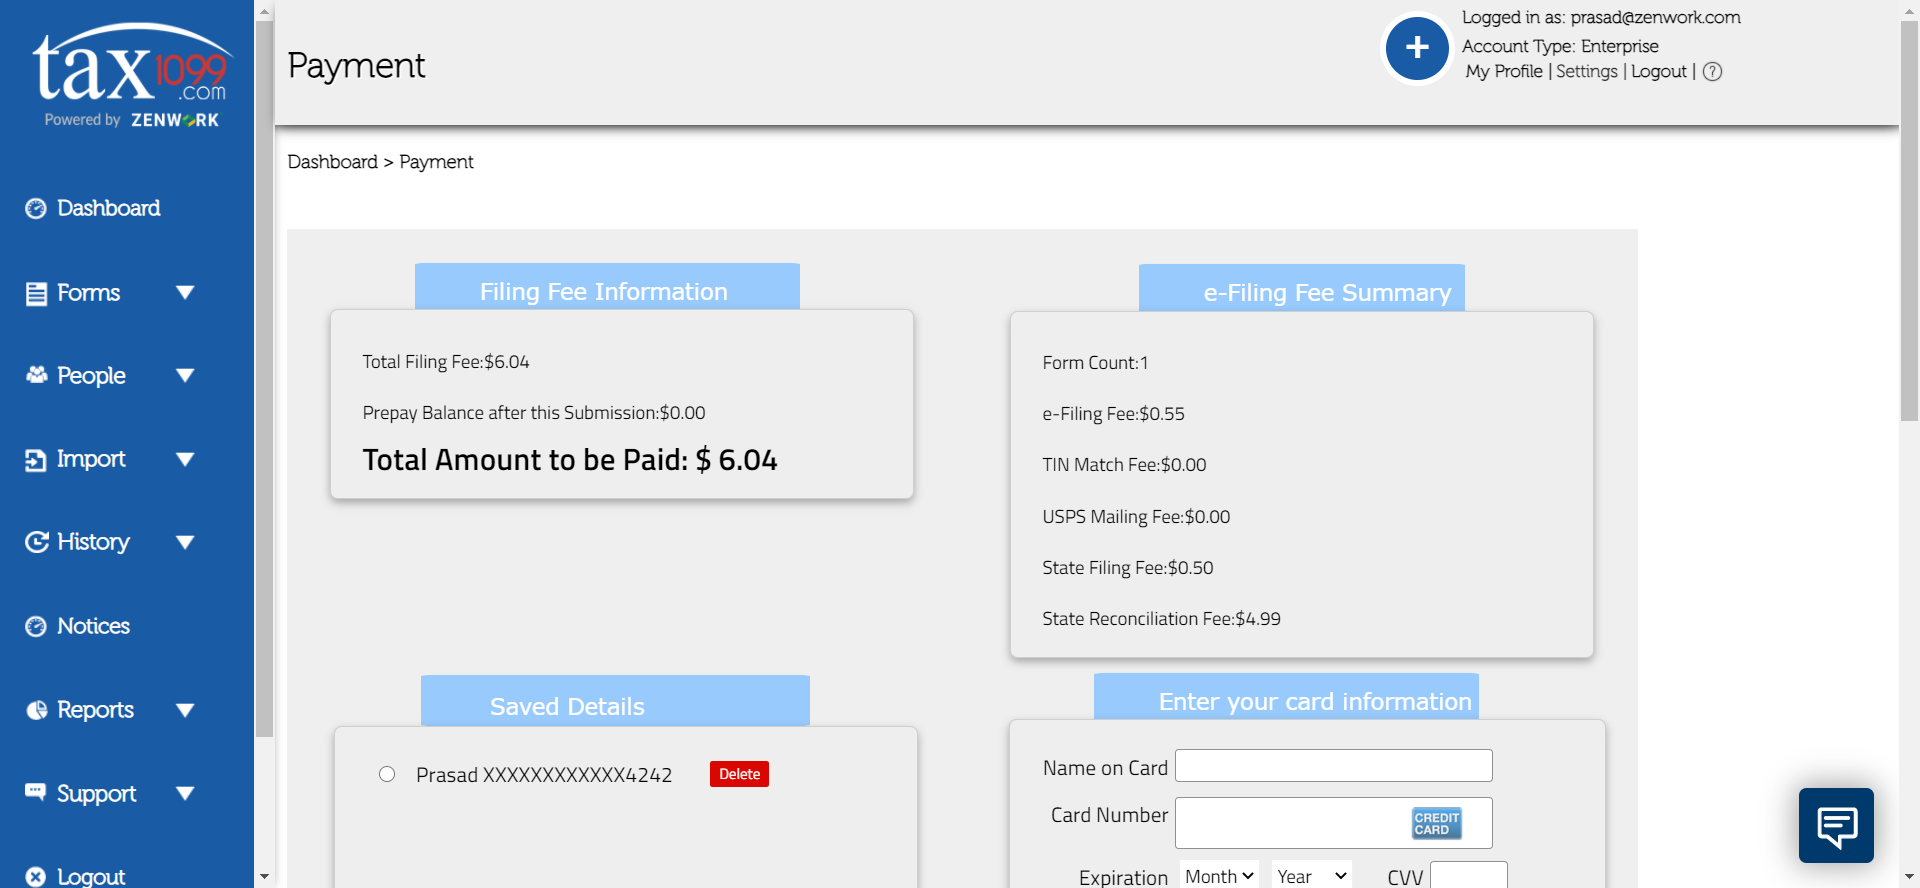 tax1099.com
Powered by ZENWORK
Dashboard
Forms
People
Import
History
Notices
Reports
Support
Logout
Payment
Logged in as: prasad@zenwork.com
Account Type: Enterprise
My Profile | Settings | Logout | ?
Dashboard > Payment
Filing Fee Information
Total Filing Fee:$6.04
Prepay Balance after this Submission:$0.00
Total Amount to be Paid: $ 6.04
e-Filing Fee Summary
Form Count:1
e-Filing Fee:$0.55
TIN Match Fee:$0.00
USPS Mailing Fee:$0.00
State Filing Fee:$0.50
State Reconciliation Fee:$4.99
Saved Details
Prasad XXXXXXXXXXXX4242 Delete
Enter your card information
Name on Card
Card Number CREDIT CARD
Expiration Month Year CVV